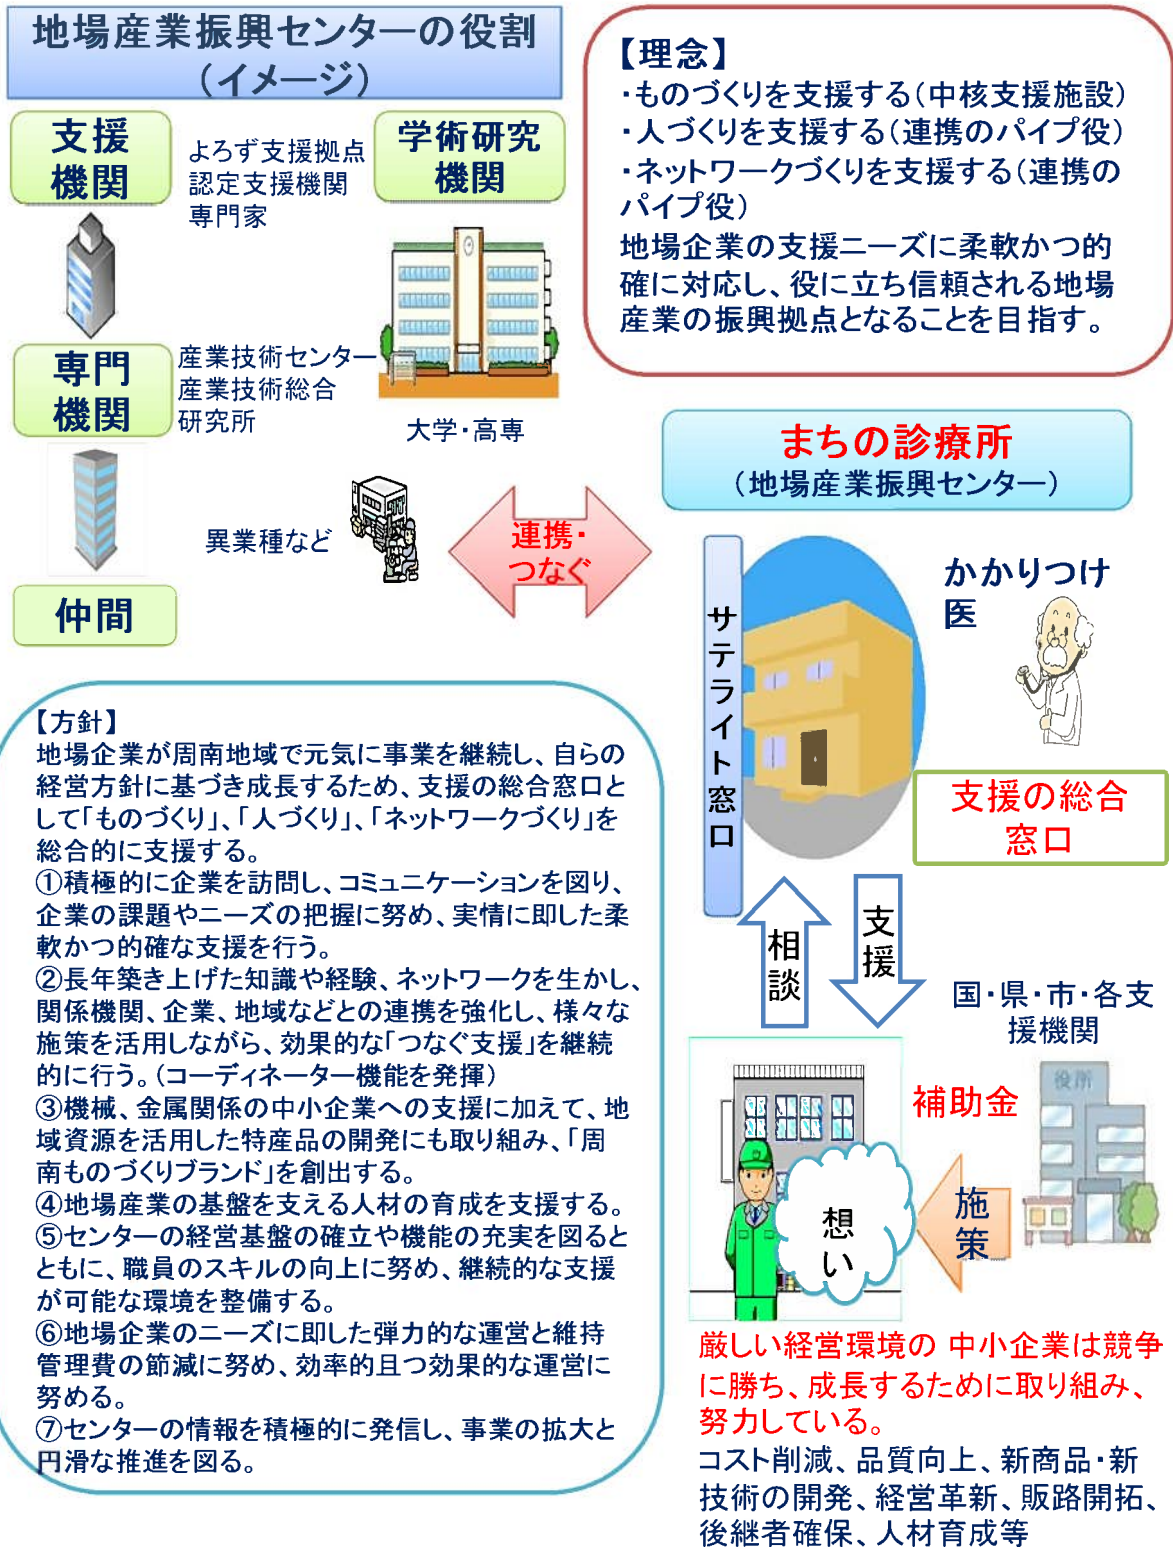 地場産業振興センターの役割
（イメージ）
【理念】
・ものづくりを支援する（中核支援施設）
・人づくりを支援する（連携のパイプ役）
・ネットワークづくりを支援する（連携の
パイプ役）
地場企業の支援ニーズに柔軟かつ的
確に対応し、役に立ち信頼される地場
産業の振興拠点となることを目指す。
支援
機関
よろず支援拠点
認定支援機関
専門家
学術研究
機関
大学・高専
専門
機関
産業技術センター
産業技術総合
研究所
異業種など
仲間
連携・
つなぐ
まちの診療所
（地場産業振興センター）
サテライト窓口
かかりつけ
医
支援の総合
窓口
相談
支援
国・県・市・各支
援機関
役所
補助金
施策
想い
厳しい経営環境の 中小企業は競争
に勝ち、成長するために取り組み、
努力している。
コスト削減、品質向上、新商品・新
技術の開発、経営革新、販路開拓、
後継者確保、人材育成等
【方針】
地場企業が周南地域で元気に事業を継続し、自らの
経営方針に基づき成長するため、支援の総合窓口と
して「ものづくり」、「人づくり」、「ネットワークづくり」を
総合的に支援する。
①積極的に企業を訪問し、コミュニケーションを図り、
企業の課題やニーズの把握に努め、実情に即した柔
軟かつ的確な支援を行う。
②長年築き上げた知識や経験、ネットワークを生かし、
関係機関、企業、地域などとの連携を強化し、様々な
施策を活用しながら、効果的な「つなぐ支援」を継続
的に行う。（コーディネーター機能を発揮）
③機械、金属関係の中小企業への支援に加えて、地
域資源を活用した特産品の開発にも取り組み、「周
南ものづくりブランド」を創出する。
④地場産業の基盤を支える人材の育成を支援する。
⑤センターの経営基盤の確立や機能の充実を図ると
ともに、職員のスキルの向上に努め、継続的な支援
が可能な環境を整備する。
⑥地場企業のニーズに即した弾力的な運営と維持
管理費の節減に努め、効率的且つ効果的な運営に
努める。
⑦センターの情報を積極的に発信し、事業の拡大と
円滑な推進を図る。